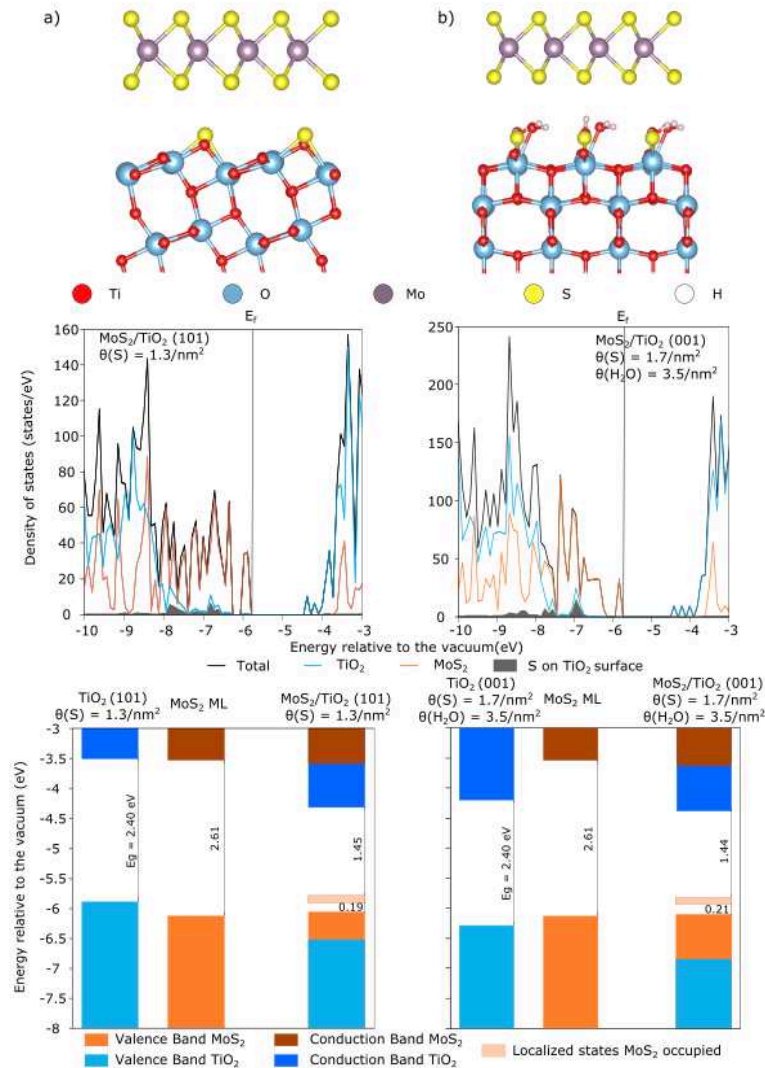 a)
b)
Ti O Mo S H
E_f
MoS₂/TiO₂ (101)
θ(S) = 1.3/nm²
160
140
120
100
80
60
40
20
0
Density of states (states/eV)
-10 -9 -8 -7 -6 -5 -4 -3
E_f
MoS₂/TiO₂ (001)
θ(S) = 1.7/nm²
θ(H₂O) = 3.5/nm²
250
200
150
100
50
0
-10 -9 -8 -7 -6 -5 -4 -3
Energy relative to the vacuum(eV)
Total TiO₂ MoS₂ S on TiO₂ surface
TiO₂ (101)
θ(S) = 1.3/nm²
MoS₂ ML
MoS₂/TiO₂ (101)
θ(S) = 1.3/nm²
TiO₂ (001)
θ(S) = 1.7/nm²
θ(H₂O) = 3.5/nm²
MoS₂ ML
MoS₂/TiO₂ (001)
θ(S) = 1.7/nm²
θ(H₂O) = 3.5/nm²
-3
-3.5
-4
-4.5
-5
-5.5
-6
-6.5
-7
-7.5
-8
Energy relative to the vacuum (eV)
Eg = 2.40 eV
2.61
1.45
0.19
Eg = 2.40 eV
2.61
1.44
0.21
Valence Band MoS₂ Conduction Band MoS₂ Localized states MoS₂ occupied
Valence Band TiO₂ Conduction Band TiO₂